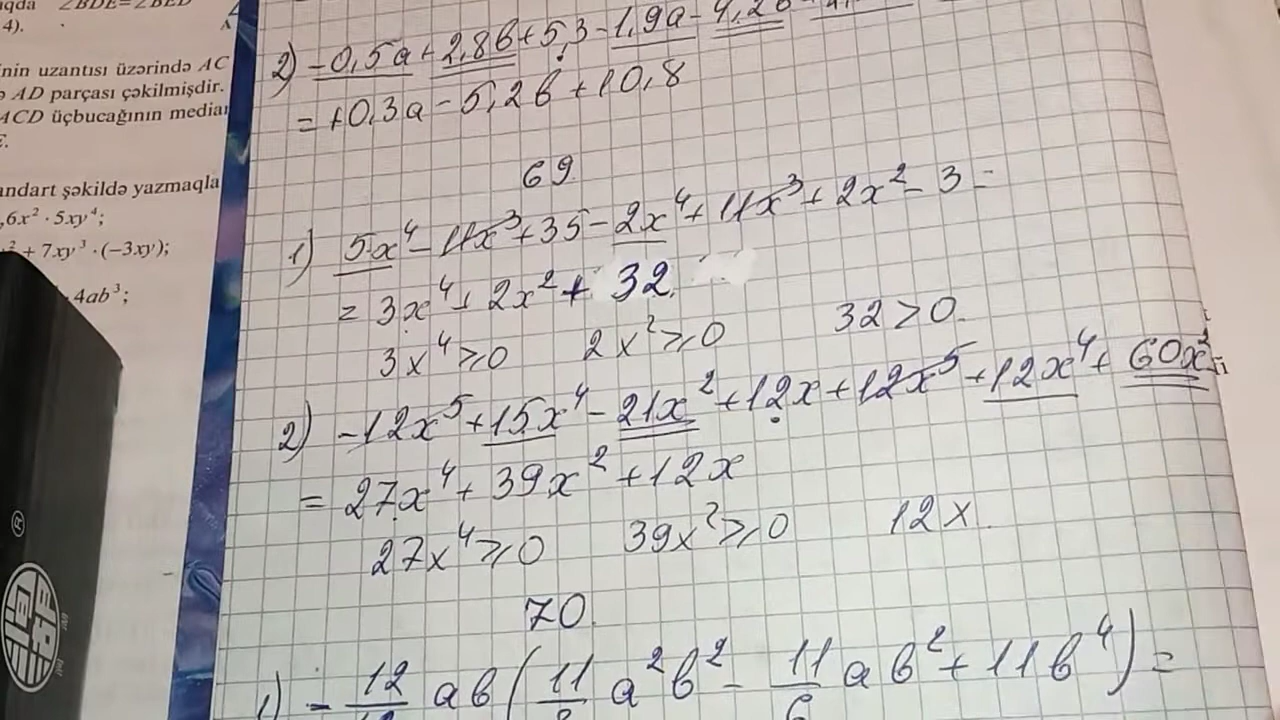 4).
nin uzantısı üzərində AC
AD parçası çəkilmişdir.
ACD üçbucağının
standart şəkildə yazmaqla
,6x² · 5xy⁴;
+ 7xy³ · (−3xy);
4ab³;
2) −0,5a + 2,8b + 5,3 − 1,9a − 4,2b
= +0,3a − 5,2b + 10,8
69
1) 5x⁴ − 11x³ + 35 − 2x⁴ + 11x³ + 2x² − 3 =
= 3x⁴ + 2x² + 32
3x⁴ ⩾ 0 2x² ⩾ 0 32 > 0.
2) −12x⁵ + 15x⁴ − 21x² + 12x + 12x⁵ + 12x⁴ + 60x² =
= 27x⁴ + 39x² + 12x
27x⁴ ⩾ 0 39x² ⩾ 0 12x.
70.
1) − 12 ab ( 11 a²b² − 11/6 ab² + 11b⁴ ) =